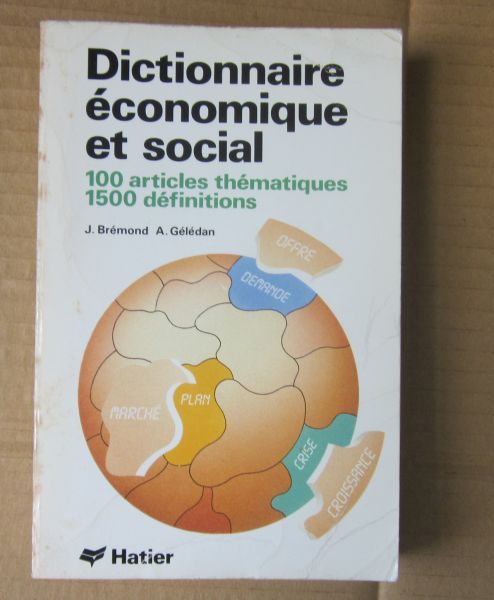 Dictionnaire
économique
et social
100 articles thématiques
1500 définitions
J. Brémond A. Gélédan
OFFRE
DEMANDE
MARCHÉ
PLAN
CRISE
CROISSANCE
Hatier